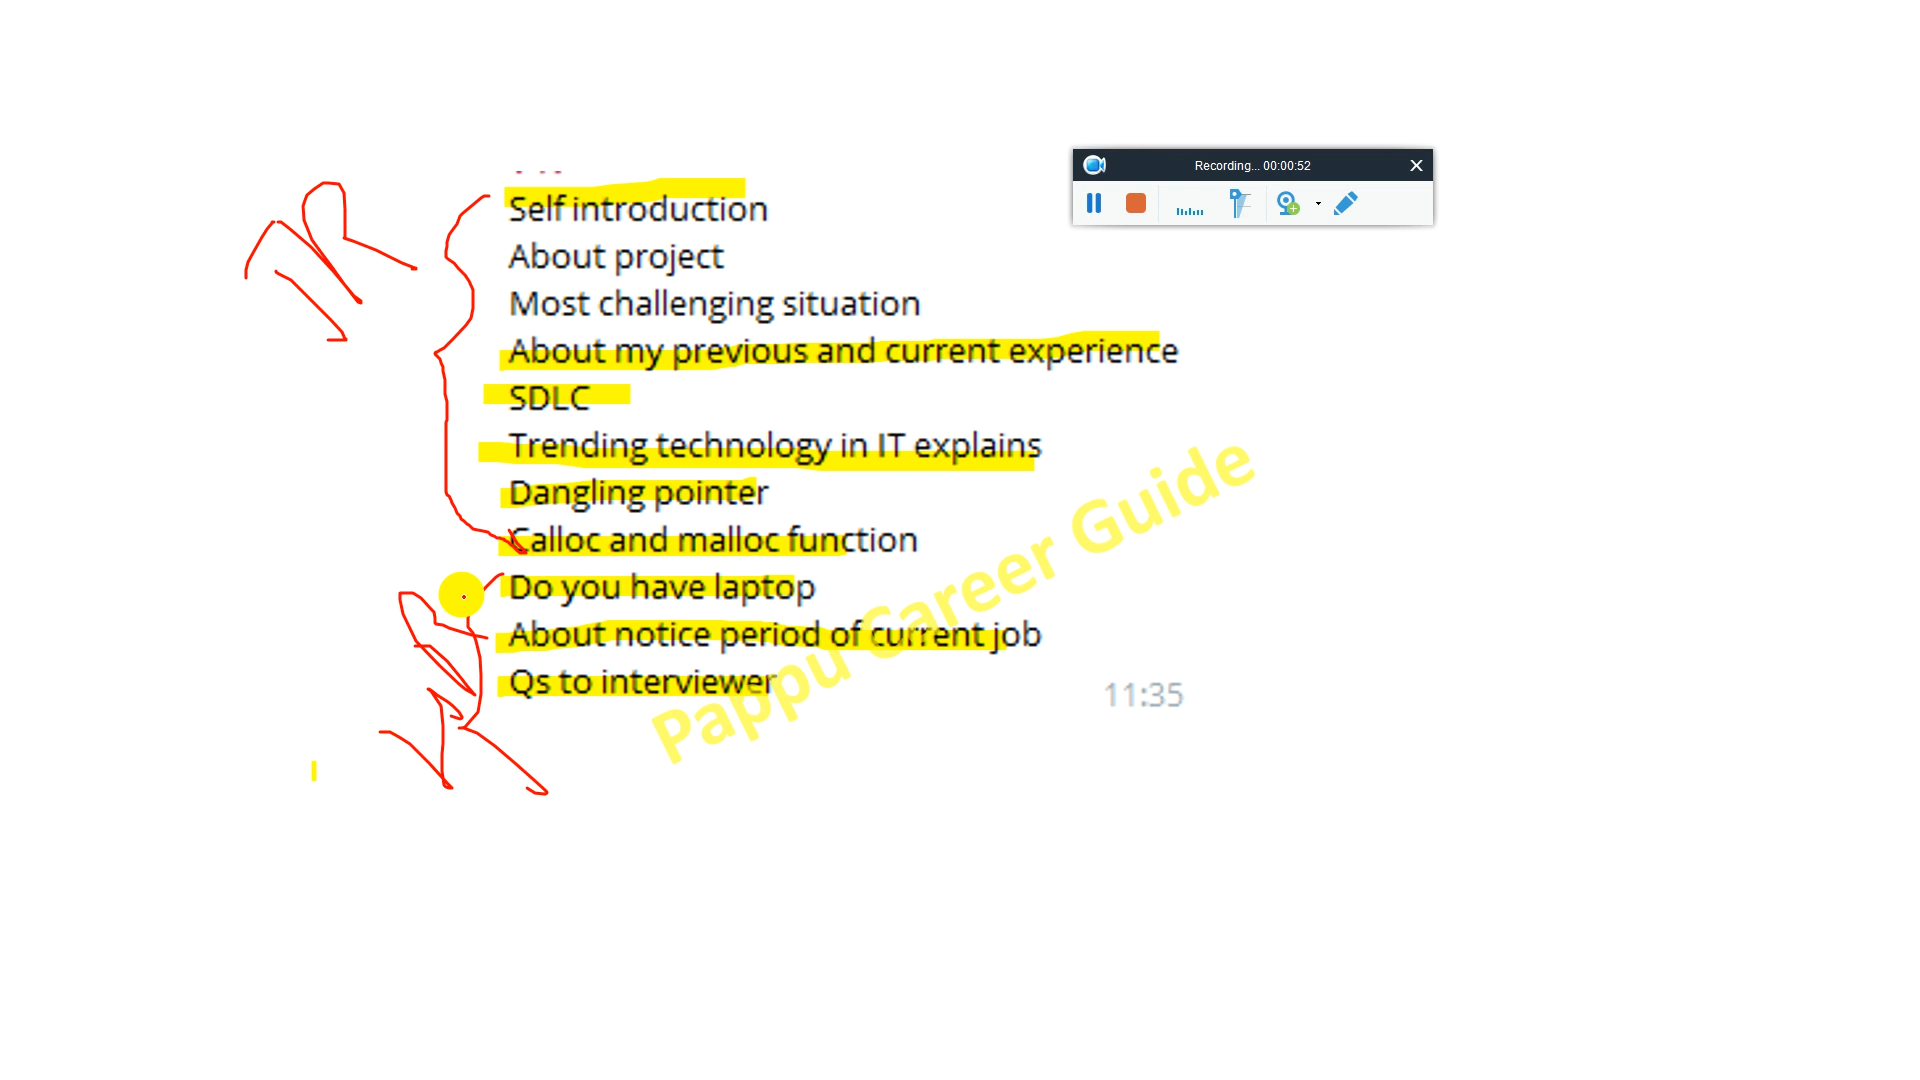 Recording... 00:00:52
TR
Self introduction
About project
Most challenging situation
About my previous and current experience
SDLC
Trending technology in IT explains
Dangling pointer
Calloc and malloc function
Do you have laptop
About notice period of current job
Qs to interviewer
11:35
Pappu Career Guide